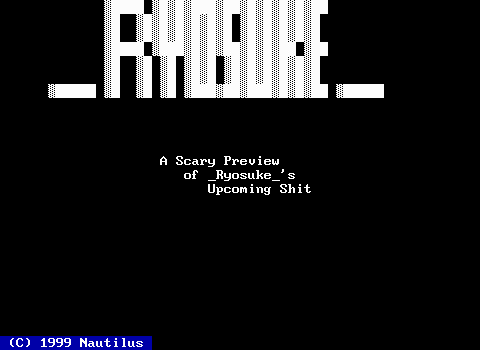 _RYOSUKE_
A Scary Preview
of _Ryosuke_'s
Upcoming Shit
(C) 1999 Nautilus